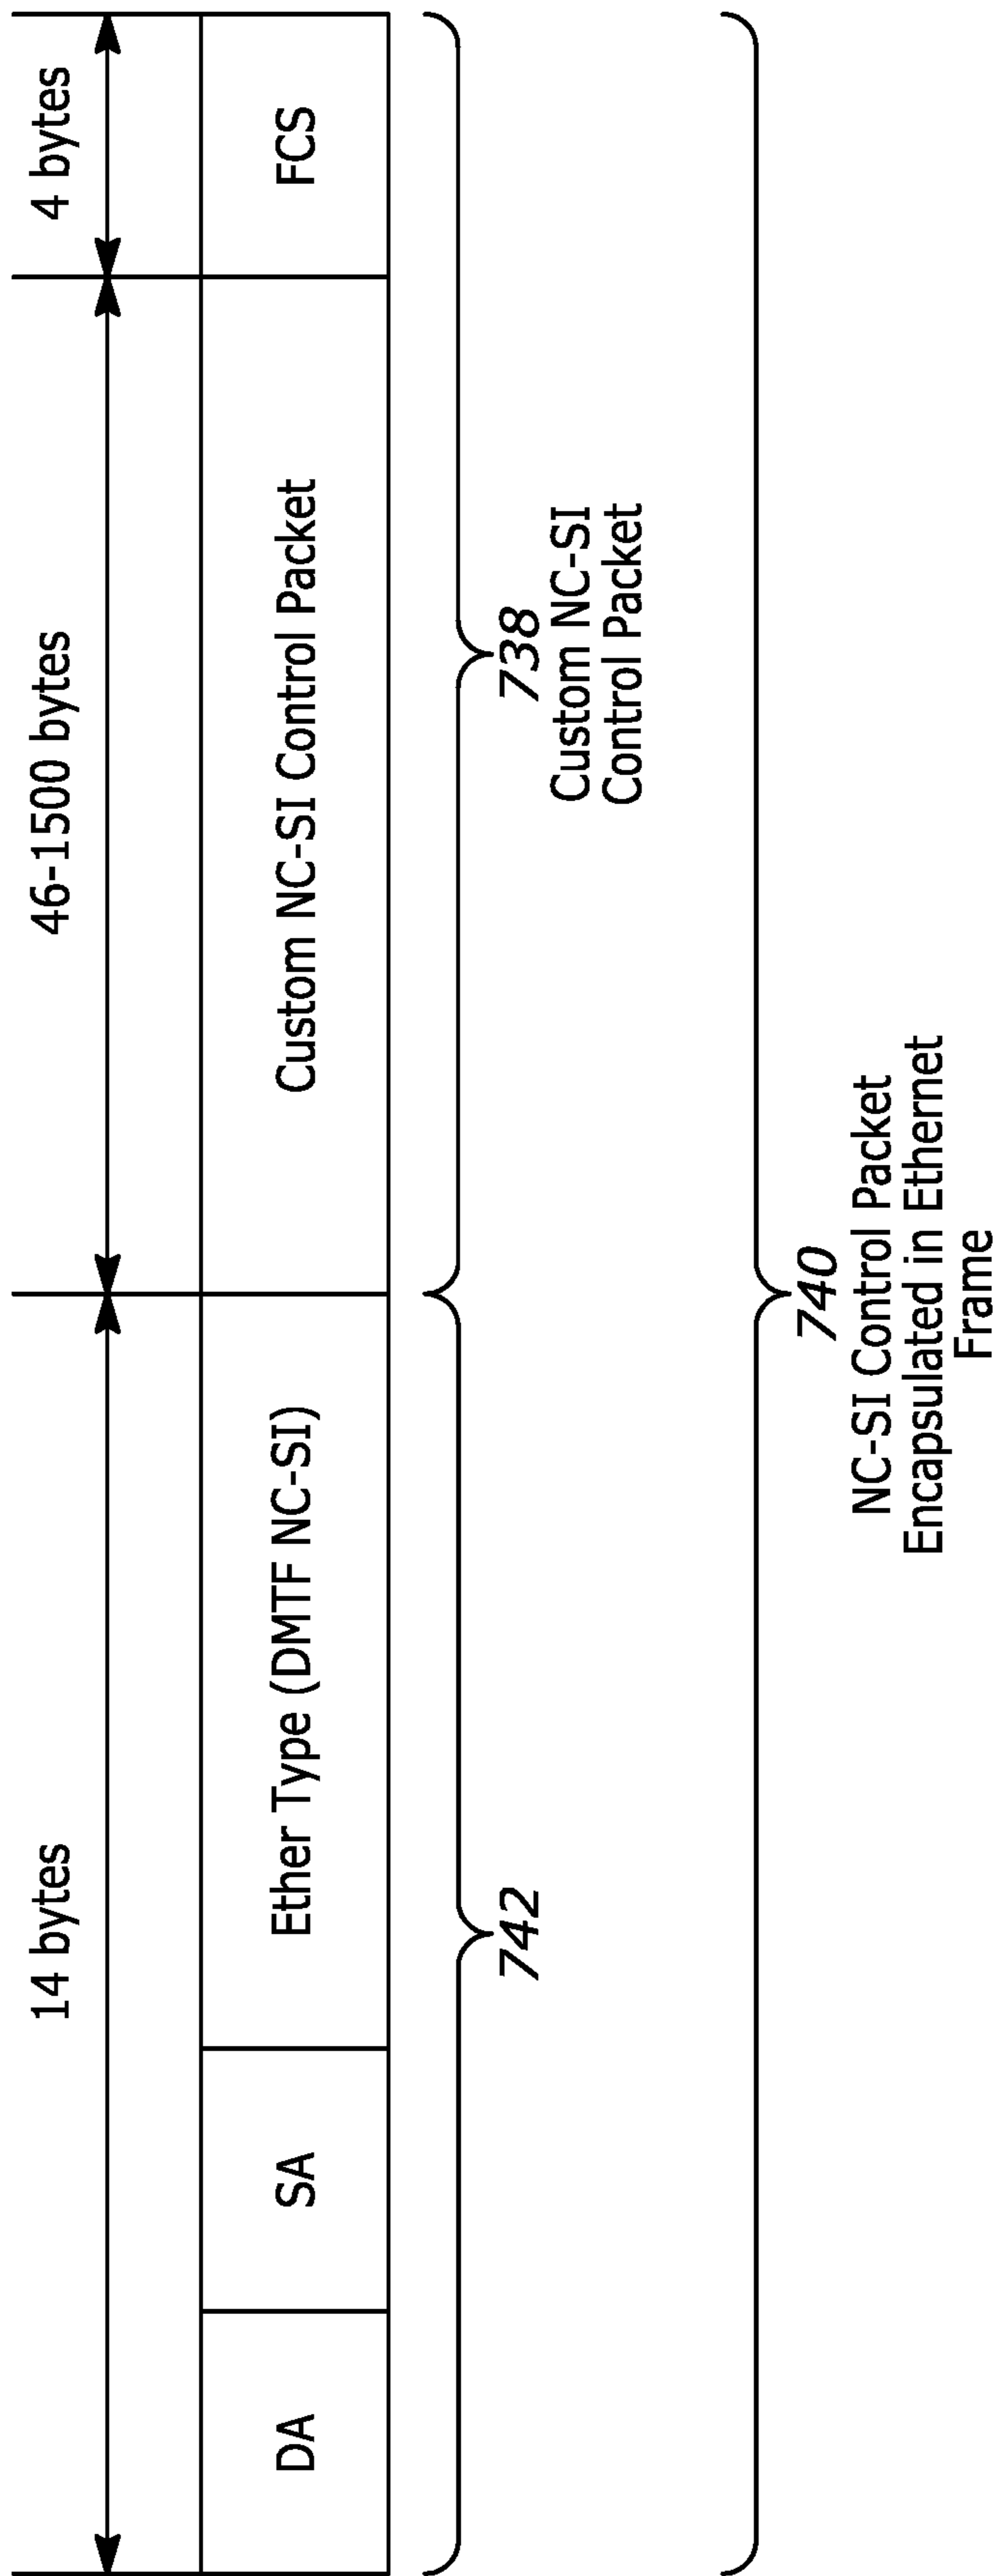 14 bytes
46-1500 bytes
4 bytes
DA
SA
Ether Type (DMTF NC-SI)
Custom NC-SI Control Packet
FCS
742
738
Custom NC-SI
Control Packet
740
NC-SI Control Packet
Encapsulated in Ethernet
Frame